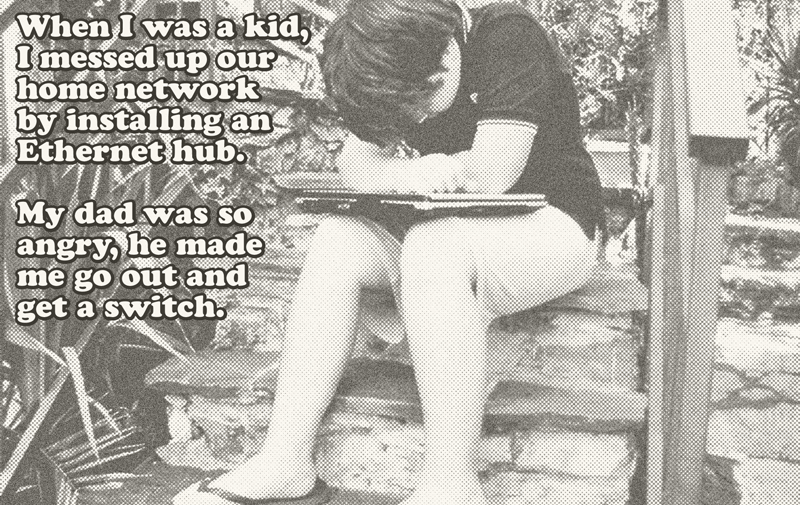 When I was a kid,
I messed up our
home network
by installing an
Ethernet hub.
My dad was so
angry, he made
me go out and
get a switch.